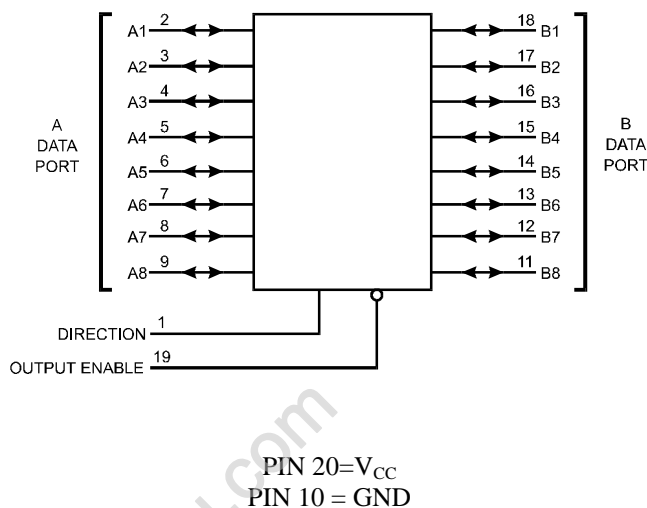 A1 2 18 B1
A2 3 17 B2
A3 4 16 B3
A4 5 15 B4
A5 6 14 B5
A6 7 13 B6
A7 8 12 B7
A8 9 11 B8
A
DATA
PORT
B
DATA
PORT
DIRECTION 1
OUTPUT ENABLE 19
PIN 20=VCC
PIN 10 = GND
.com